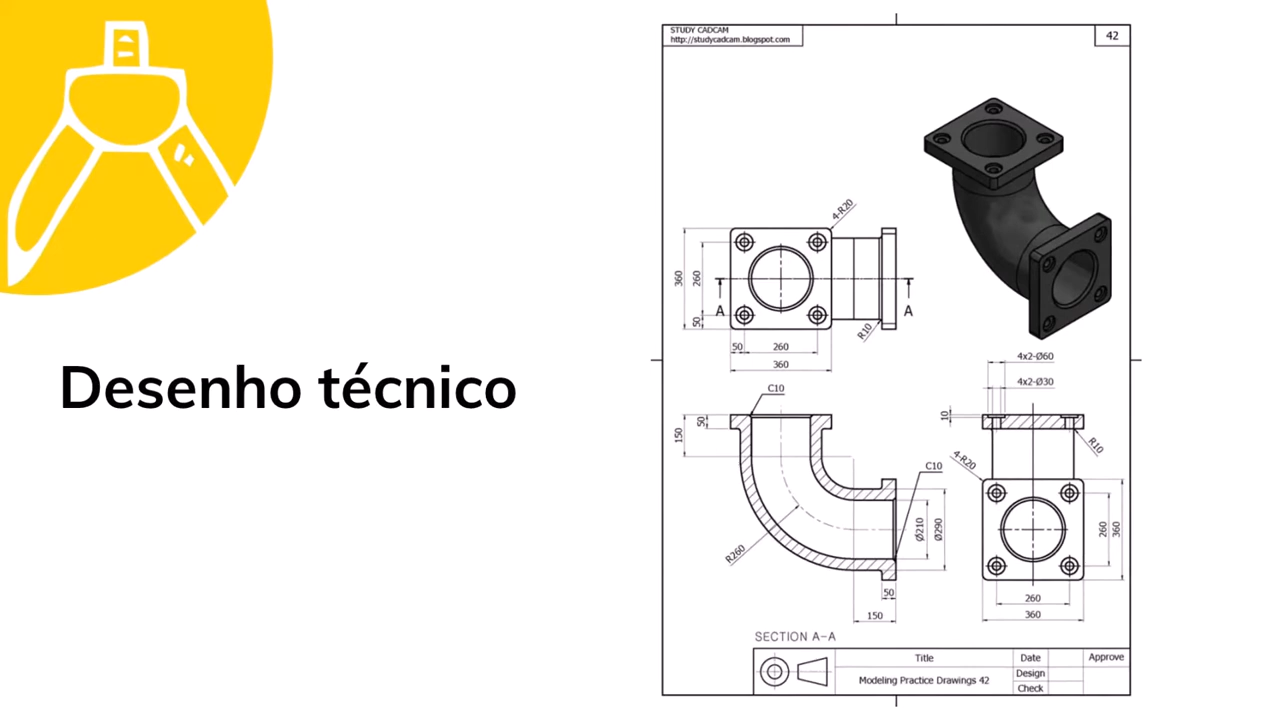 Desenho técnico
STUDY CADCAM
http://studycadcam.blogspot.com
42
4-R20
360
260
50
A
A
R10
50
260
360
4x2-Ø60
4x2-Ø30
C10
150
50
C10
R260
Ø210
Ø290
50
150
10
R10
4-R20
260
360
260
360
SECTION A-A
Title
Date
Approve
Modeling Practice Drawings 42
Design
Check